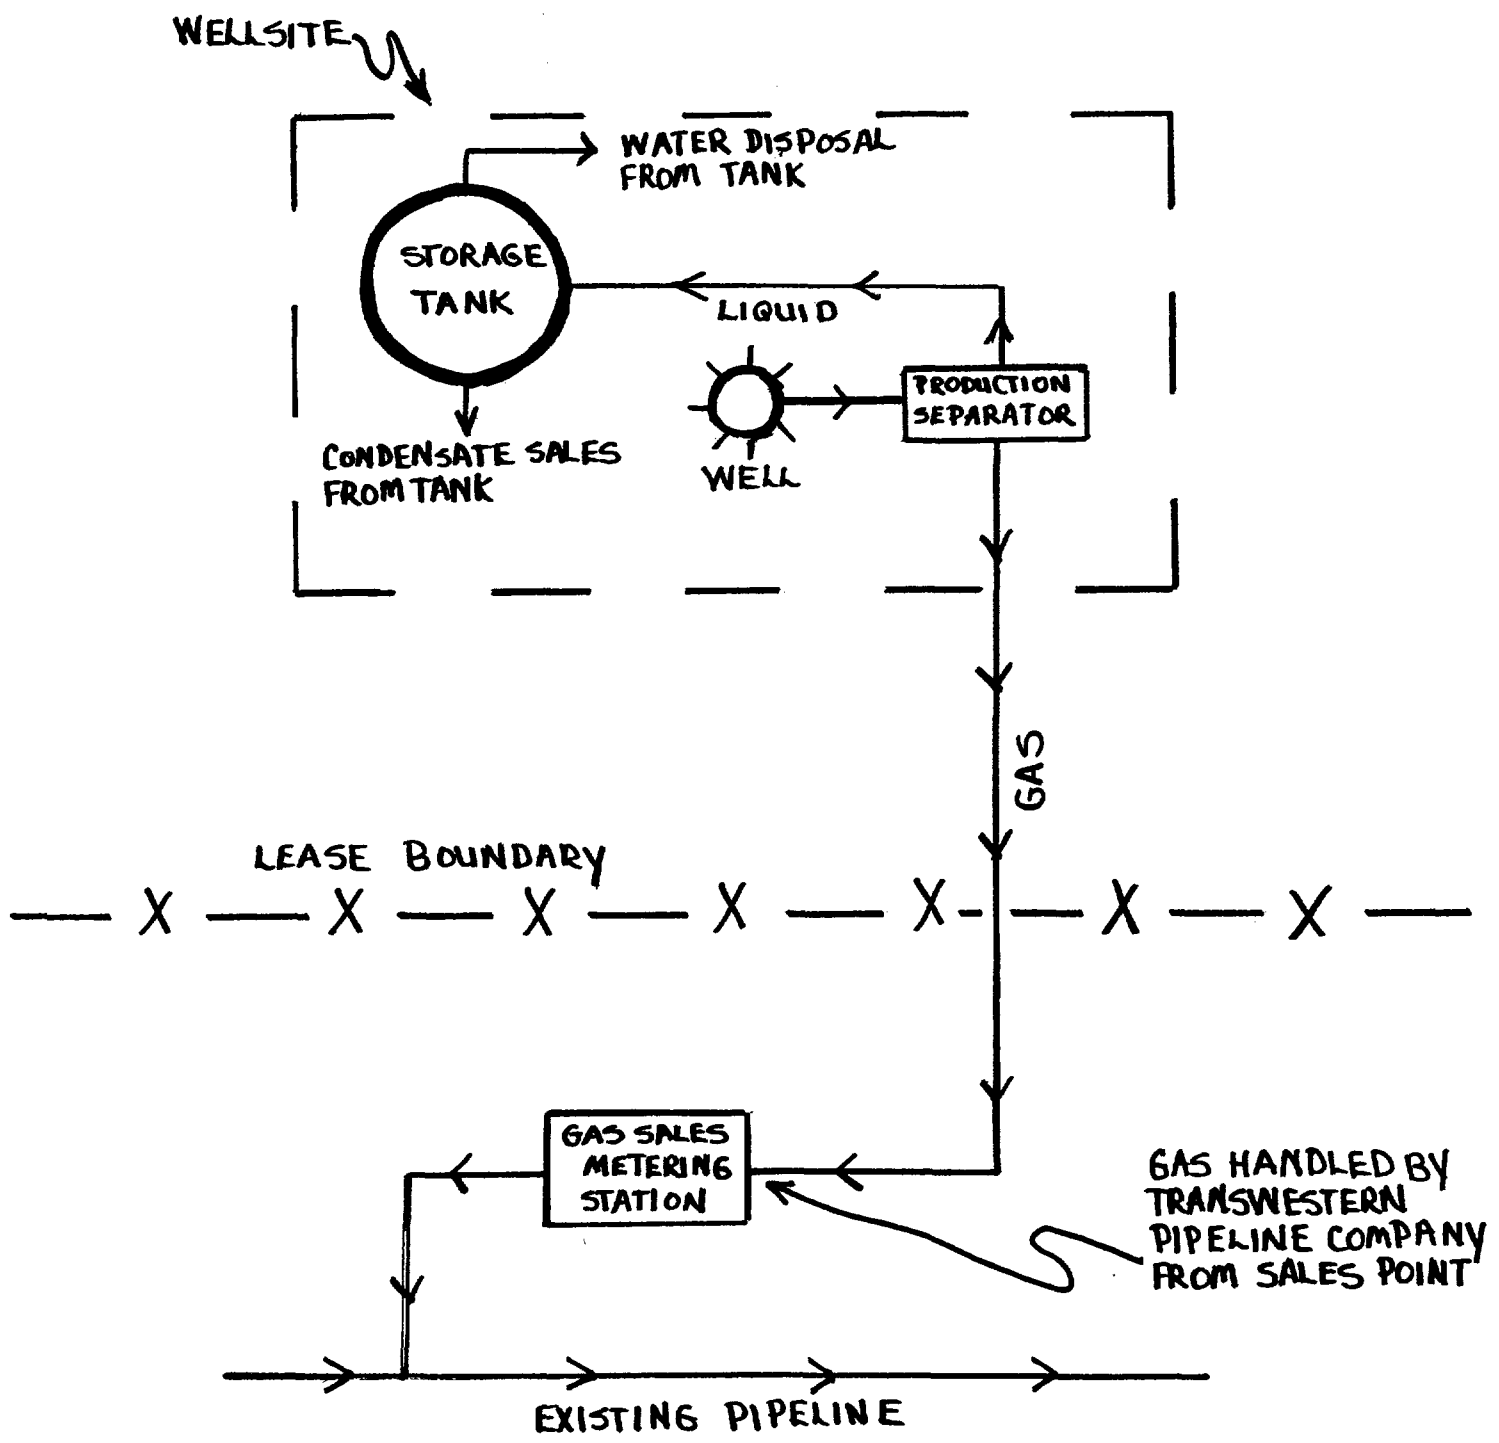 WELLSITE
WATER DISPOSAL
FROM TANK
STORAGE
TANK
LIQUID
PRODUCTION
SEPARATOR
CONDENSATE SALES
FROM TANK
WELL
GAS
LEASE BOUNDARY
X X X X X X X
GAS SALES
METERING
STATION
GAS HANDLED BY
TRANSWESTERN
PIPELINE COMPANY
FROM SALES POINT
EXISTING PIPELINE